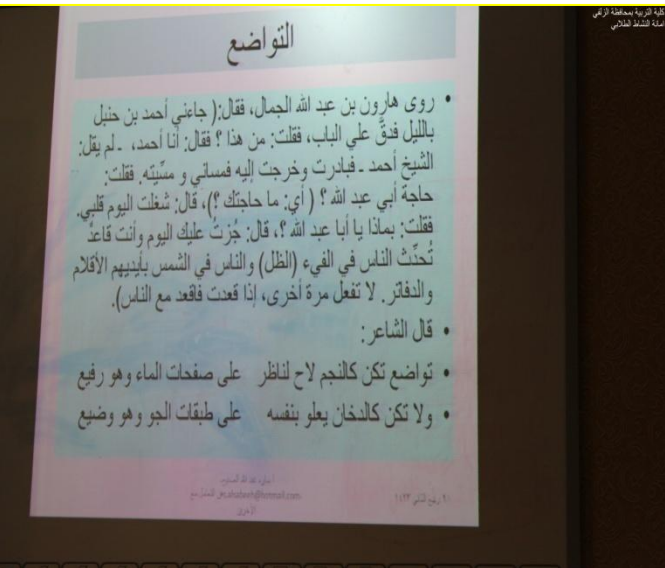 كلية التربية بمحافظة الزلفي
امانة النشاط الطلابي
التواضع
• روى هارون بن عبد الله الجمال، فقال:( جاءني أحمد بن حنبل
بالليل فدقَّ علي الباب، فقلت: من هذا ؟ فقال: أنا أحمد، ـ لم يقل:
الشيخ أحمد ـ فبادرت وخرجت إليه فمساني و مسَّيته. فقلت:
حاجة أبي عبد الله ؟ ( أي: ما حاجتك ؟)، قال: شغلت اليوم قلبي.
فقلت: بماذا يا أبا عبد الله ؟، قال: جُزتُ عليك اليوم وأنت قاعدٌ
تُحدِّث الناس في الفيء (الظل) والناس في الشمس بأيديهم الأقلام
والدفاتر. لا تفعل مرة أخرى، إذا قعدت فاقعد مع الناس).
• قال الشاعر:
• تواضع تكن كالنجم لاح لناظر على صفحات الماء وهو رفيع
• ولا تكن كالدخان يعلو بنفسه على طبقات الجو وهو وضيع